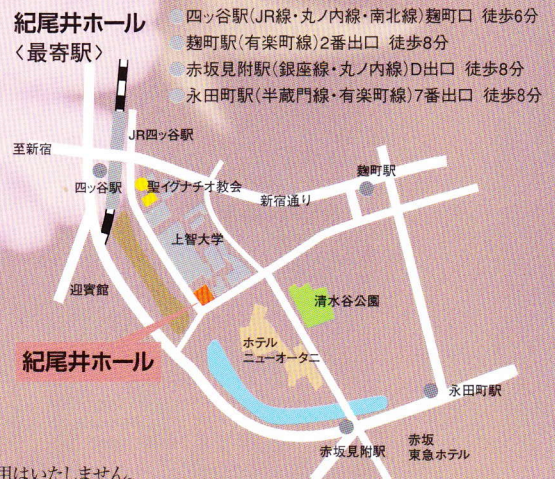 紀尾井ホール
〈最寄駅〉
四ッ谷駅(JR線・丸ノ内線・南北線)麹町口 徒歩6分
麹町駅(有楽町線)2番出口 徒歩8分
赤坂見附駅(銀座線・丸ノ内線)D出口 徒歩8分
永田町駅(半蔵門線・有楽町線)7番出口 徒歩8分
JR四ッ谷駅
至新宿
麹町駅
四ッ谷駅
聖イグナチオ教会
新宿通り
上智大学
迎賓館
清水谷公園
ホテル
ニューオータニ
紀尾井ホール
永田町駅
赤坂見附駅
赤坂
東急ホテル
用はいたしません。